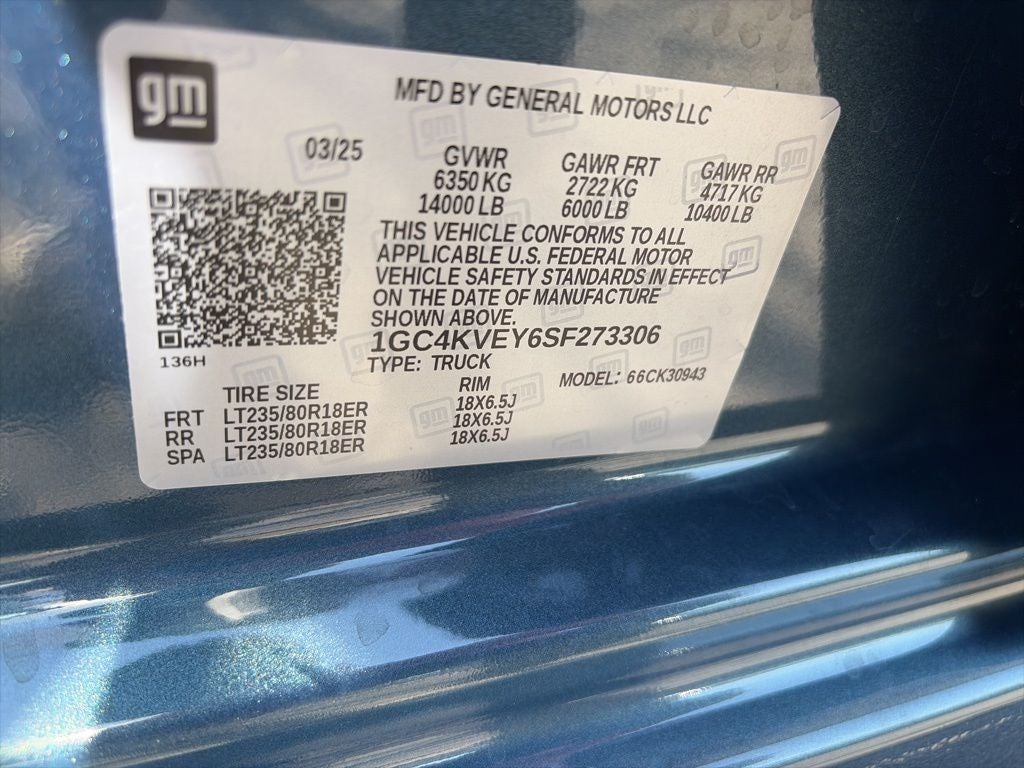 gm
MFD BY GENERAL MOTORS LLC
03/25
GVWR GAWR FRT GAWR RR
6350 KG 2722 KG 4717 KG
14000 LB 6000 LB 10400 LB
THIS VEHICLE CONFORMS TO ALL
APPLICABLE U.S. FEDERAL MOTOR
VEHICLE SAFETY STANDARDS IN EFFECT
ON THE DATE OF MANUFACTURE
SHOWN ABOVE.
1GC4KVEY6SF273306
136H
TYPE: TRUCK
MODEL: 66CK30943
TIRE SIZE RIM
FRT LT235/80R18ER 18X6.5J
RR LT235/80R18ER 18X6.5J
SPA LT235/80R18ER 18X6.5J